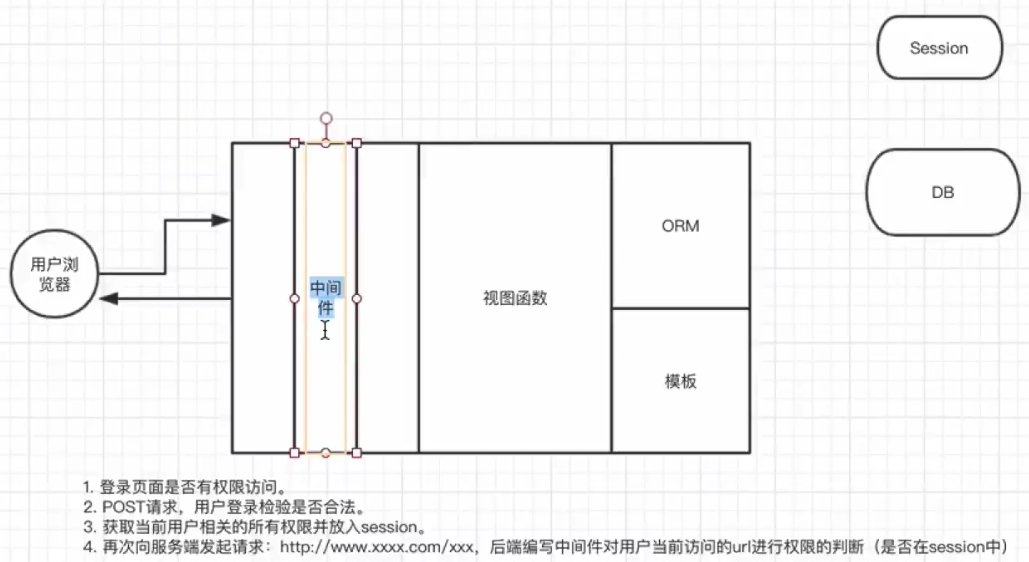 Session
DB
用户浏
览器
中间
件
视图函数
ORM
模板
1. 登录页面是否有权限访问。
2. POST请求，用户登录检验是否合法。
3. 获取当前用户相关的所有权限并放入session。
4. 再次向服务端发起请求：http://www.xxxx.com/xxx，后端编写中间件对用户当前访问的url进行权限的判断（是否在session中）